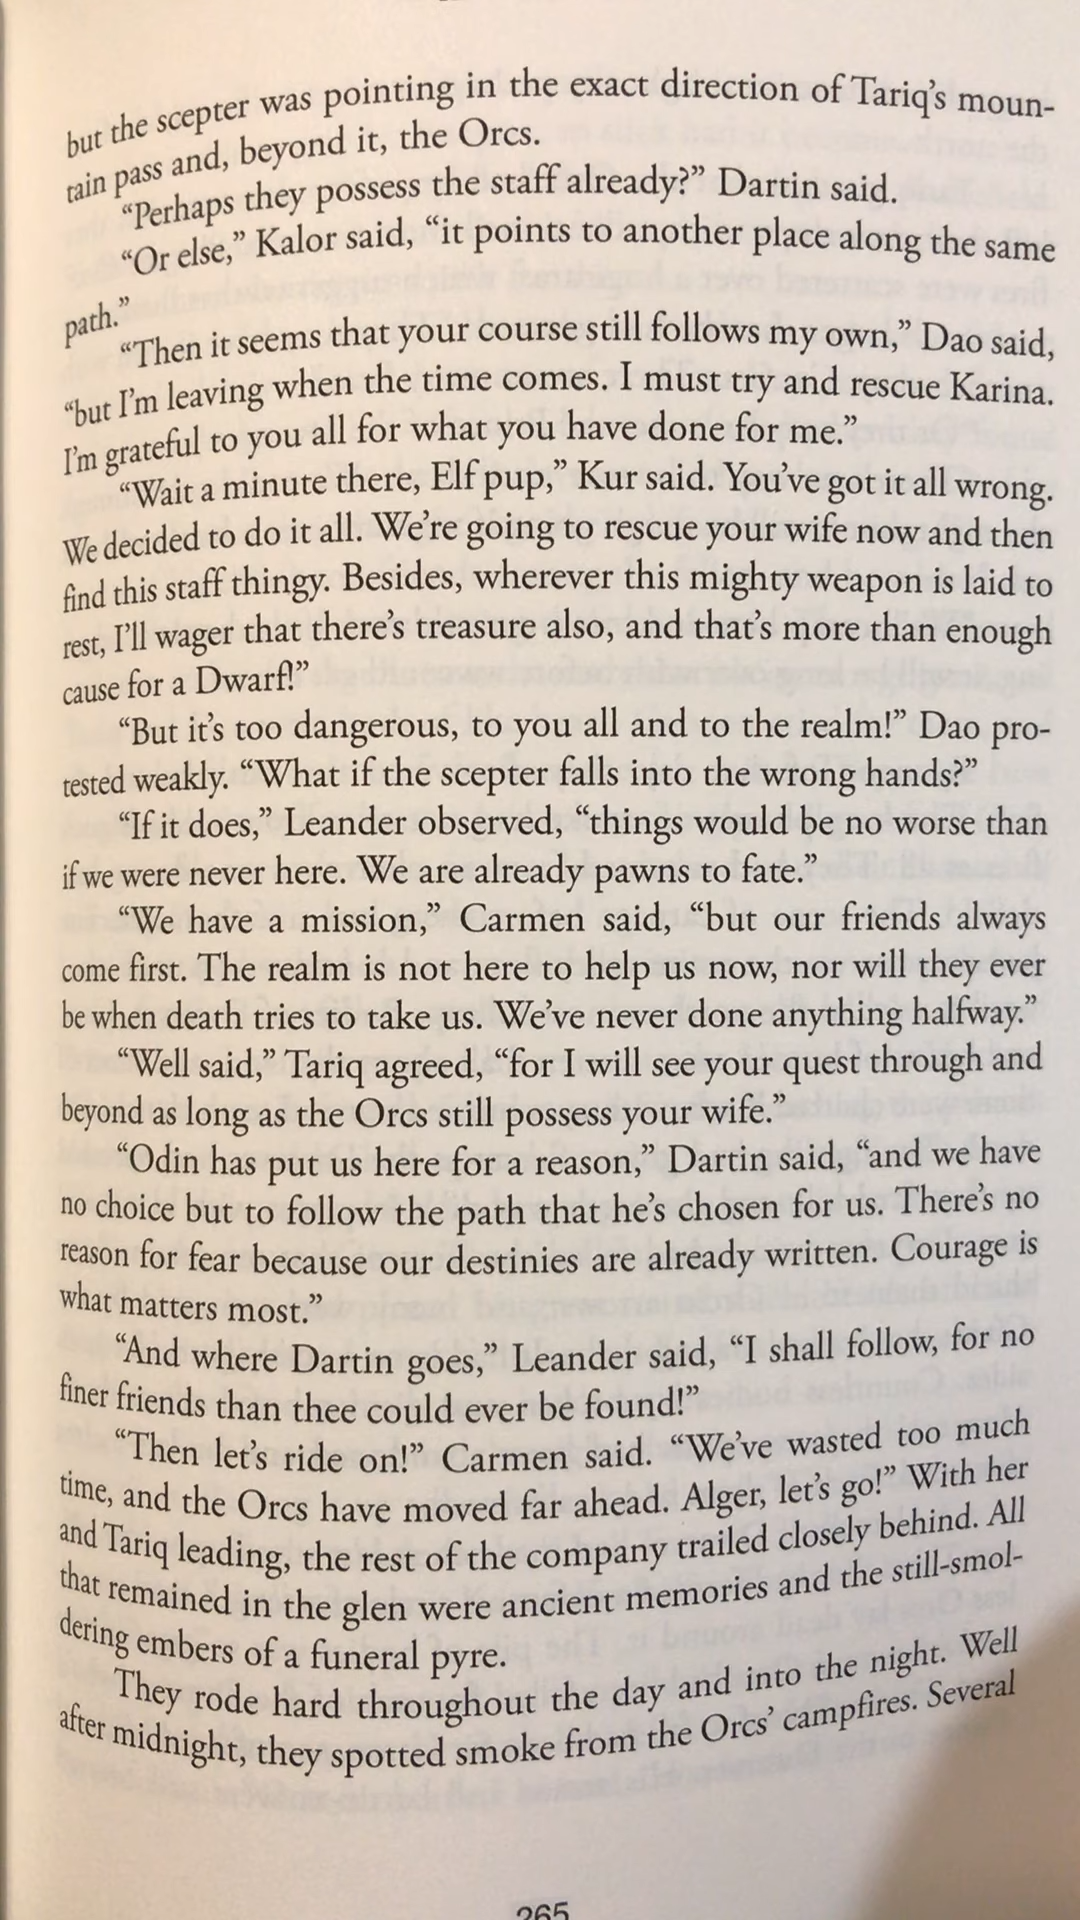 but the scepter was pointing in the exact direction of Tariq's moun-
tain pass and, beyond it, the Orcs.
“Perhaps they possess the staff already?” Dartin said.
“Or else,” Kalor said, “it points to another place along the same
path.”
“Then it seems that your course still follows my own,” Dao said,
“but I’m leaving when the time comes. I must try and rescue Karina.
I’m grateful to you all for what you have done for me.”
“Wait a minute there, Elf pup,” Kur said. You’ve got it all wrong.
We decided to do it all. We’re going to rescue your wife now and then
find this staff thingy. Besides, wherever this mighty weapon is laid to
rest, I’ll wager that there’s treasure also, and that’s more than enough
cause for a Dwarf!”
“But it’s too dangerous, to you all and to the realm!” Dao pro-
tested weakly. “What if the scepter falls into the wrong hands?”
“If it does,” Leander observed, “things would be no worse than
if we were never here. We are already pawns to fate.”
“We have a mission,” Carmen said, “but our friends always
come first. The realm is not here to help us now, nor will they ever
be when death tries to take us. We’ve never done anything halfway.”
“Well said,” Tariq agreed, “for I will see your quest through and
beyond as long as the Orcs still possess your wife.”
“Odin has put us here for a reason,” Dartin said, “and we have
no choice but to follow the path that he’s chosen for us. There’s no
reason for fear because our destinies are already written. Courage is
what matters most.”
“And where Dartin goes,” Leander said, “I shall follow, for no
finer friends than thee could ever be found!”
“Then let’s ride on!” Carmen said. “We’ve wasted too much
time, and the Orcs have moved far ahead. Alger, let’s go!” With her
and Tariq leading, the rest of the company trailed closely behind. All
that remained in the glen were ancient memories and the still-smol-
dering embers of a funeral pyre.
They rode hard throughout the day and into the night. Well
after midnight, they spotted smoke from the Orcs’ campfires. Several
265